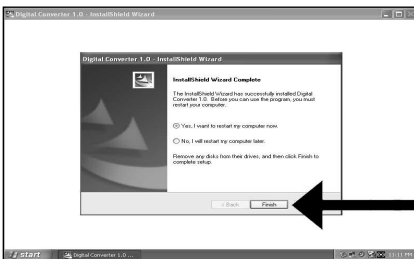 Digital Converter 1.0 - InstallShield Wizard
Digital Converter 1.0 - InstallShield Wizard
InstallShield Wizard Complete
The InstallShield Wizard has successfully installed Digital
Converter 1.0. Before you can use the program, you must
restart your computer.
Yes, I want to restart my computer now.
No, I will restart my computer later.
Remove any disks from their drives, and then click Finish to
complete setup.
< Back
Finish
start
Digital Converter 1.0 ...
11:11 PM